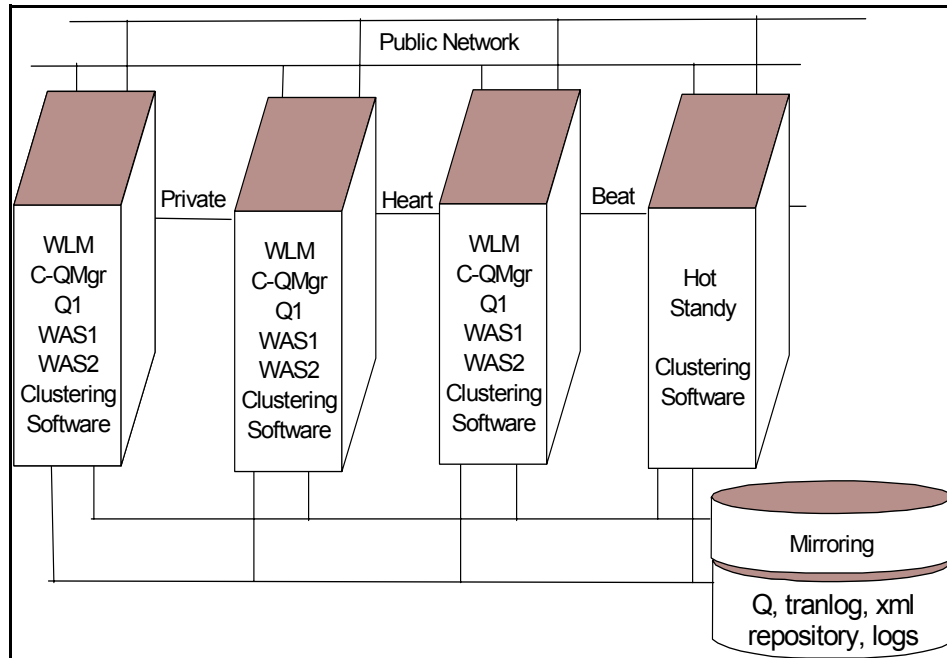 Public Network
Private
Heart
Beat
WLM
C-QMgr
Q1
WAS1
WAS2
Clustering
Software
WLM
C-QMgr
Q1
WAS1
WAS2
Clustering
Software
WLM
C-QMgr
Q1
WAS1
WAS2
Clustering
Software
Hot
Standy
Clustering
Software
Mirroring
Q, tranlog, xml
repository, logs